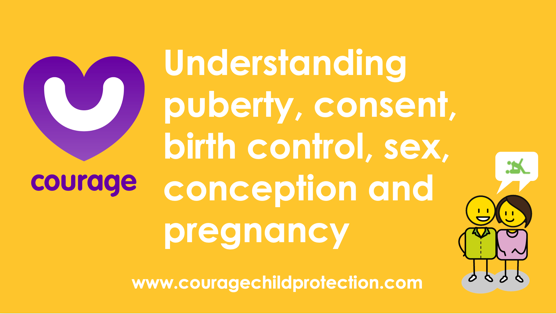 courage
Understanding
puberty, consent,
birth control, sex,
conception and
pregnancy
www.couragechildprotection.com